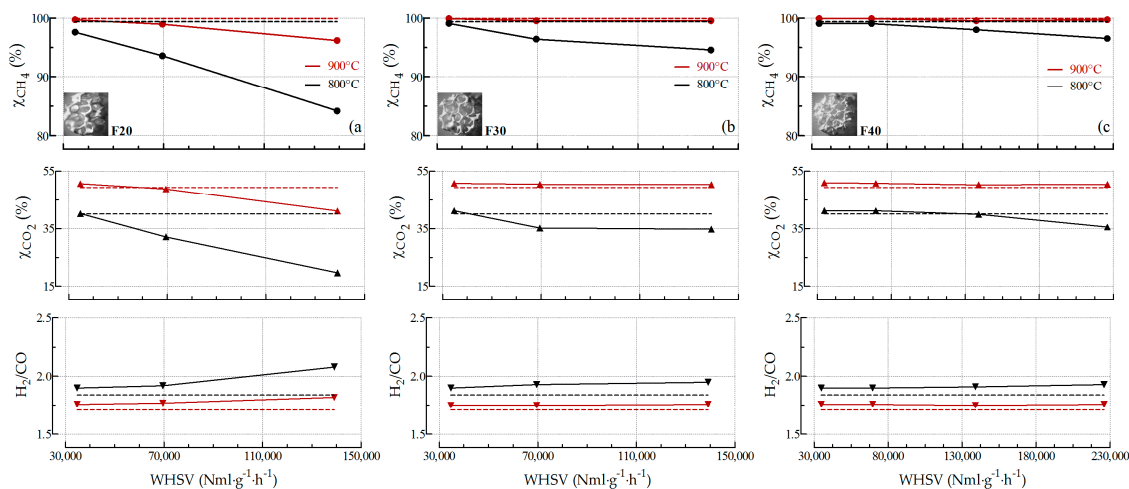 100
90
80
χCH4 (%)
900°C
800°C
F20
(a
100
90
80
χCH4 (%)
900°C
800°C
F30
(b
100
90
80
χCH4 (%)
900°C
800°C
F40
(c
55
35
15
χCO2 (%)
55
35
15
χCO2 (%)
55
35
15
χCO2 (%)
2.5
2.0
1.5
H2/CO
30,000 70,000 110,000 150,000
WHSV (Nml·g-1·h-1)
2.5
2.0
1.5
H2/CO
30,000 70,000 110,000 150,000
WHSV (Nml·g-1·h-1)
2.5
2.0
1.5
H2/CO
30,000 80,000 130,000 180,000 230,000
WHSV (Nml·g-1·h-1)